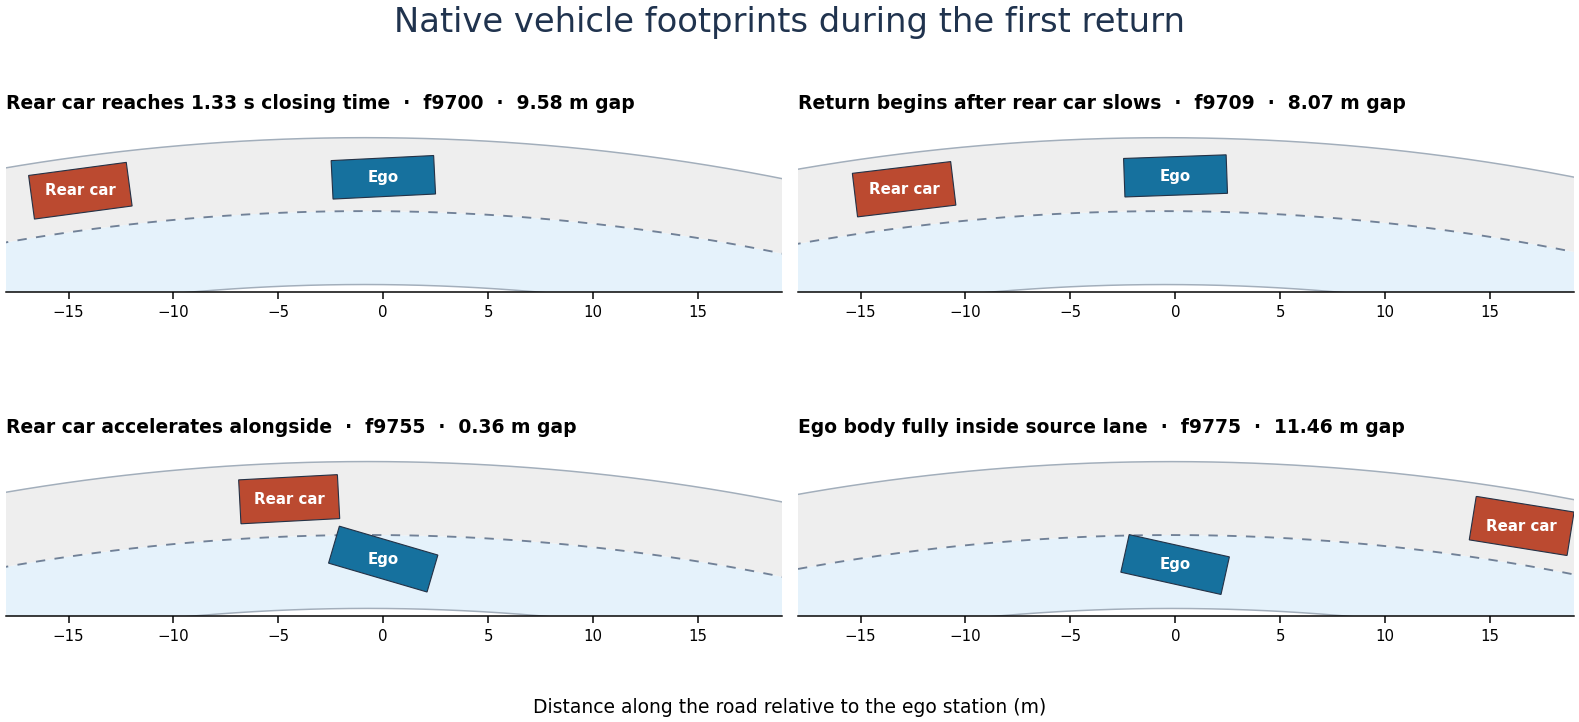 Native vehicle footprints during the first return
Rear car reaches 1.33 s closing time · f9700 · 9.58 m gap
Rear car
Ego
−15 −10 −5 0 5 10 15
Return begins after rear car slows · f9709 · 8.07 m gap
Rear car
Ego
−15 −10 −5 0 5 10 15
Rear car accelerates alongside · f9755 · 0.36 m gap
Rear car
Ego
−15 −10 −5 0 5 10 15
Ego body fully inside source lane · f9775 · 11.46 m gap
Rear car
Ego
−15 −10 −5 0 5 10 15
Distance along the road relative to the ego station (m)